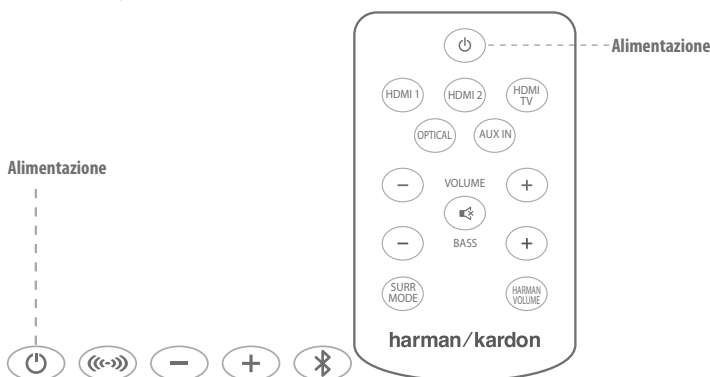 Alimentazione
HDMI 1
HDMI 2
HDMI
TV
OPTICAL
AUX IN
Alimentazione
– VOLUME +
– BASS +
SURR
MODE
HARMAN
VOLUME
harman/kardon
– +